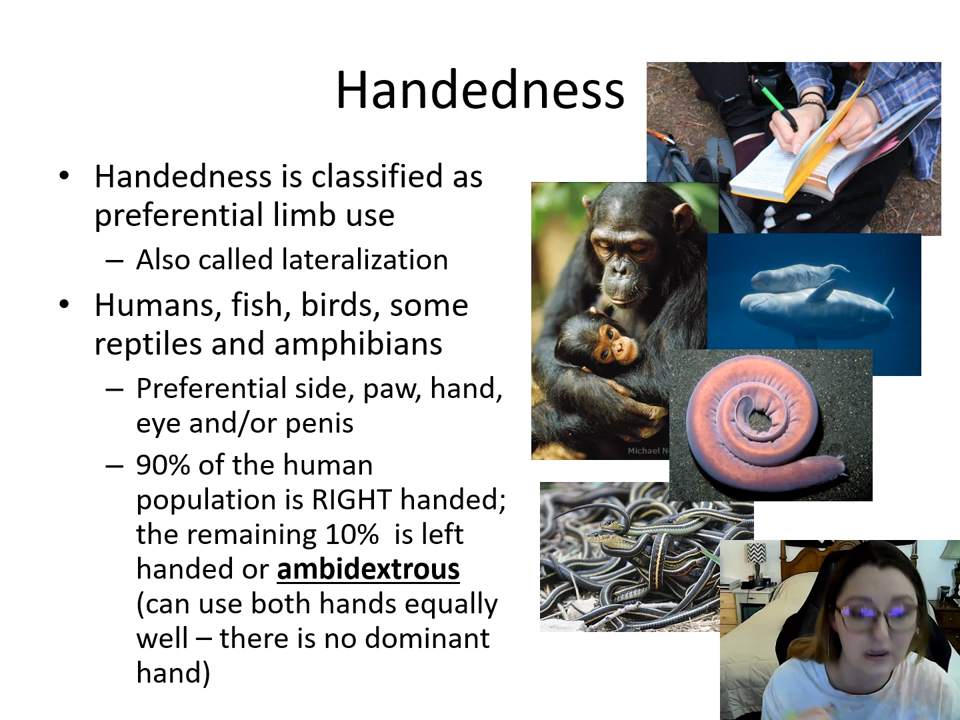 Handedness
• Handedness is classified as
preferential limb use
– Also called lateralization
• Humans, fish, birds, some
reptiles and amphibians
– Preferential side, paw, hand,
eye and/or penis
– 90% of the human
population is RIGHT handed;
the remaining 10% is left
handed or ambidextrous
(can use both hands equally
well – there is no dominant
hand)
Michael